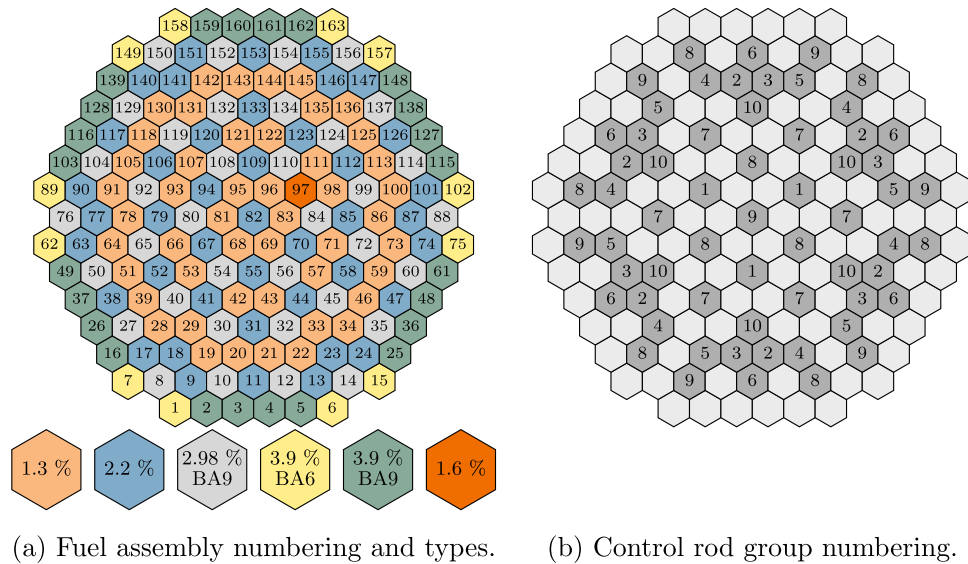 158 159 160 161 162 163
149 150 151 152 153 154 155 156 157
139 140 141 142 143 144 145 146 147 148
128 129 130 131 132 133 134 135 136 137 138
116 117 118 119 120 121 122 123 124 125 126 127
103 104 105 106 107 108 109 110 111 112 113 114 115
89 90 91 92 93 94 95 96 97 98 99 100 101 102
76 77 78 79 80 81 82 83 84 85 86 87 88
62 63 64 65 66 67 68 69 70 71 72 73 74 75
49 50 51 52 53 54 55 56 57 58 59 60 61
37 38 39 40 41 42 43 44 45 46 47 48
26 27 28 29 30 31 32 33 34 35 36
16 17 18 19 20 21 22 23 24 25
7 8 9 10 11 12 13 14 15
1 2 3 4 5 6
1.3 %
2.2 %
2.98 %
BA9
3.9 %
BA6
3.9 %
BA9
1.6 %
(a) Fuel assembly numbering and types.
8 6 9
9 4 2 3 5 8
5 10 4
6 3 7 7 2 6
2 10 8 10 3
8 4 1 1 5 9
7 9 7
9 5 8 8 4 8
3 10 1 10 2
6 2 7 7 3 6
4 10 5
8 5 3 2 4 9
9 6 8
(b) Control rod group numbering.